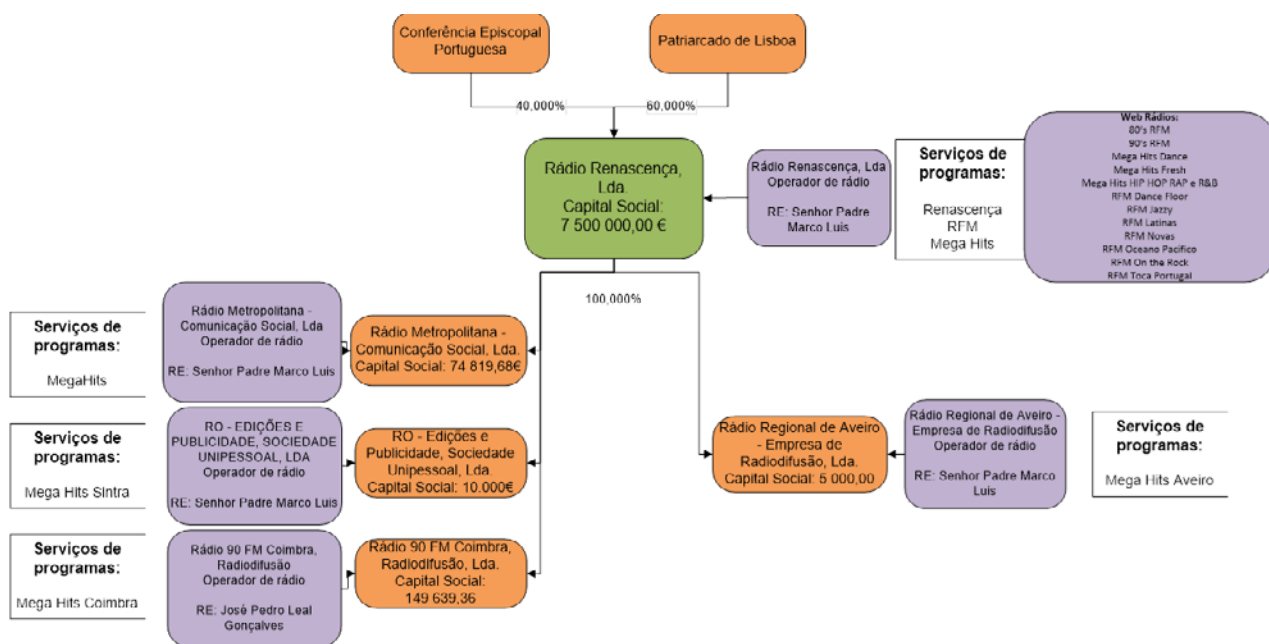 Conferência Episcopal
Portuguesa
Patriarcado de Lisboa
40,000%
60,000%
Rádio Renascença,
Lda.
Capital Social:
7 500 000,00 €
Rádio Renascença, Lda
Operador de rádio
RE: Senhor Padre
Marco Luis
Serviços de
programas:
Renascença
RFM
Mega Hits
Web Rádios:
80's RFM
90's RFM
Mega Hits Dance
Mega Hits Fresh
Mega Hits HIP HOP RAP e R&B
RFM Dance Floor
RFM Jazzy
RFM Latinas
RFM Novas
RFM Oceano Pacifico
RFM On the Rock
RFM Toca Portugal
100,000%
Serviços de
programas:
MegaHits
Rádio Metropolitana -
Comunicação Social, Lda
Operador de rádio
RE: Senhor Padre Marco Luis
Rádio Metropolitana -
Comunicação Social, Lda.
Capital Social: 74 819,68€
Serviços de
programas:
Mega Hits Sintra
RO - EDIÇÕES E
PUBLICIDADE, SOCIEDADE
UNIPESSOAL, LDA
Operador de rádio
RE: Senhor Padre Marco Luis
RO - Edições e
Publicidade, Sociedade
Unipessoal, Lda.
Capital Social: 10.000€
Rádio Regional de Aveiro
- Empresa de
Radiodifusão, Lda.
Capital Social: 5 000,00
Rádio Regional de Aveiro -
Empresa de Radiodifusão
Operador de rádio
RE: Senhor Padre Marco
Luis
Serviços de
programas:
Mega Hits Aveiro
Serviços de
programas:
Mega Hits Coimbra
Rádio 90 FM Coimbra,
Radiodifusão
Operador de rádio
RE: José Pedro Leal
Gonçalves
Rádio 90 FM Coimbra,
Radiodifusão, Lda.
Capital Social:
149 639,36